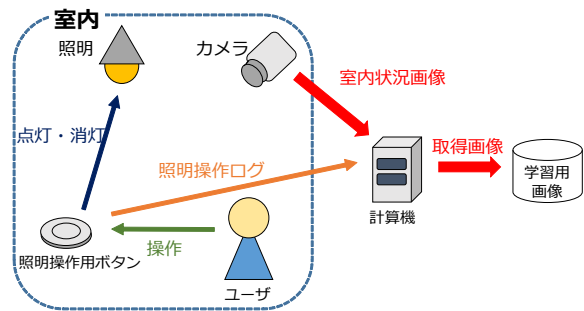 室内
照明
カメラ
室内状況画像
点灯・消灯
照明操作ログ
取得画像
学習用
画像
計算機
操作
照明操作用ボタン
ユーザ